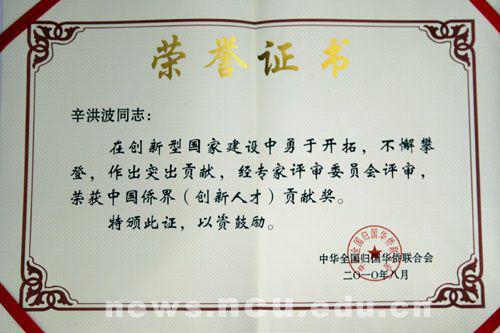 荣誉证书
辛洪波同志：
在创新型国家建设中勇于开拓，不懈攀
登，作出突出贡献，经专家评审委员会评审，
荣获中国侨界（创新人才）贡献奖。
特颁此证，以资鼓励。
中华全国归国华侨联合会
二〇一〇年八月
news.ncu.edu.cn